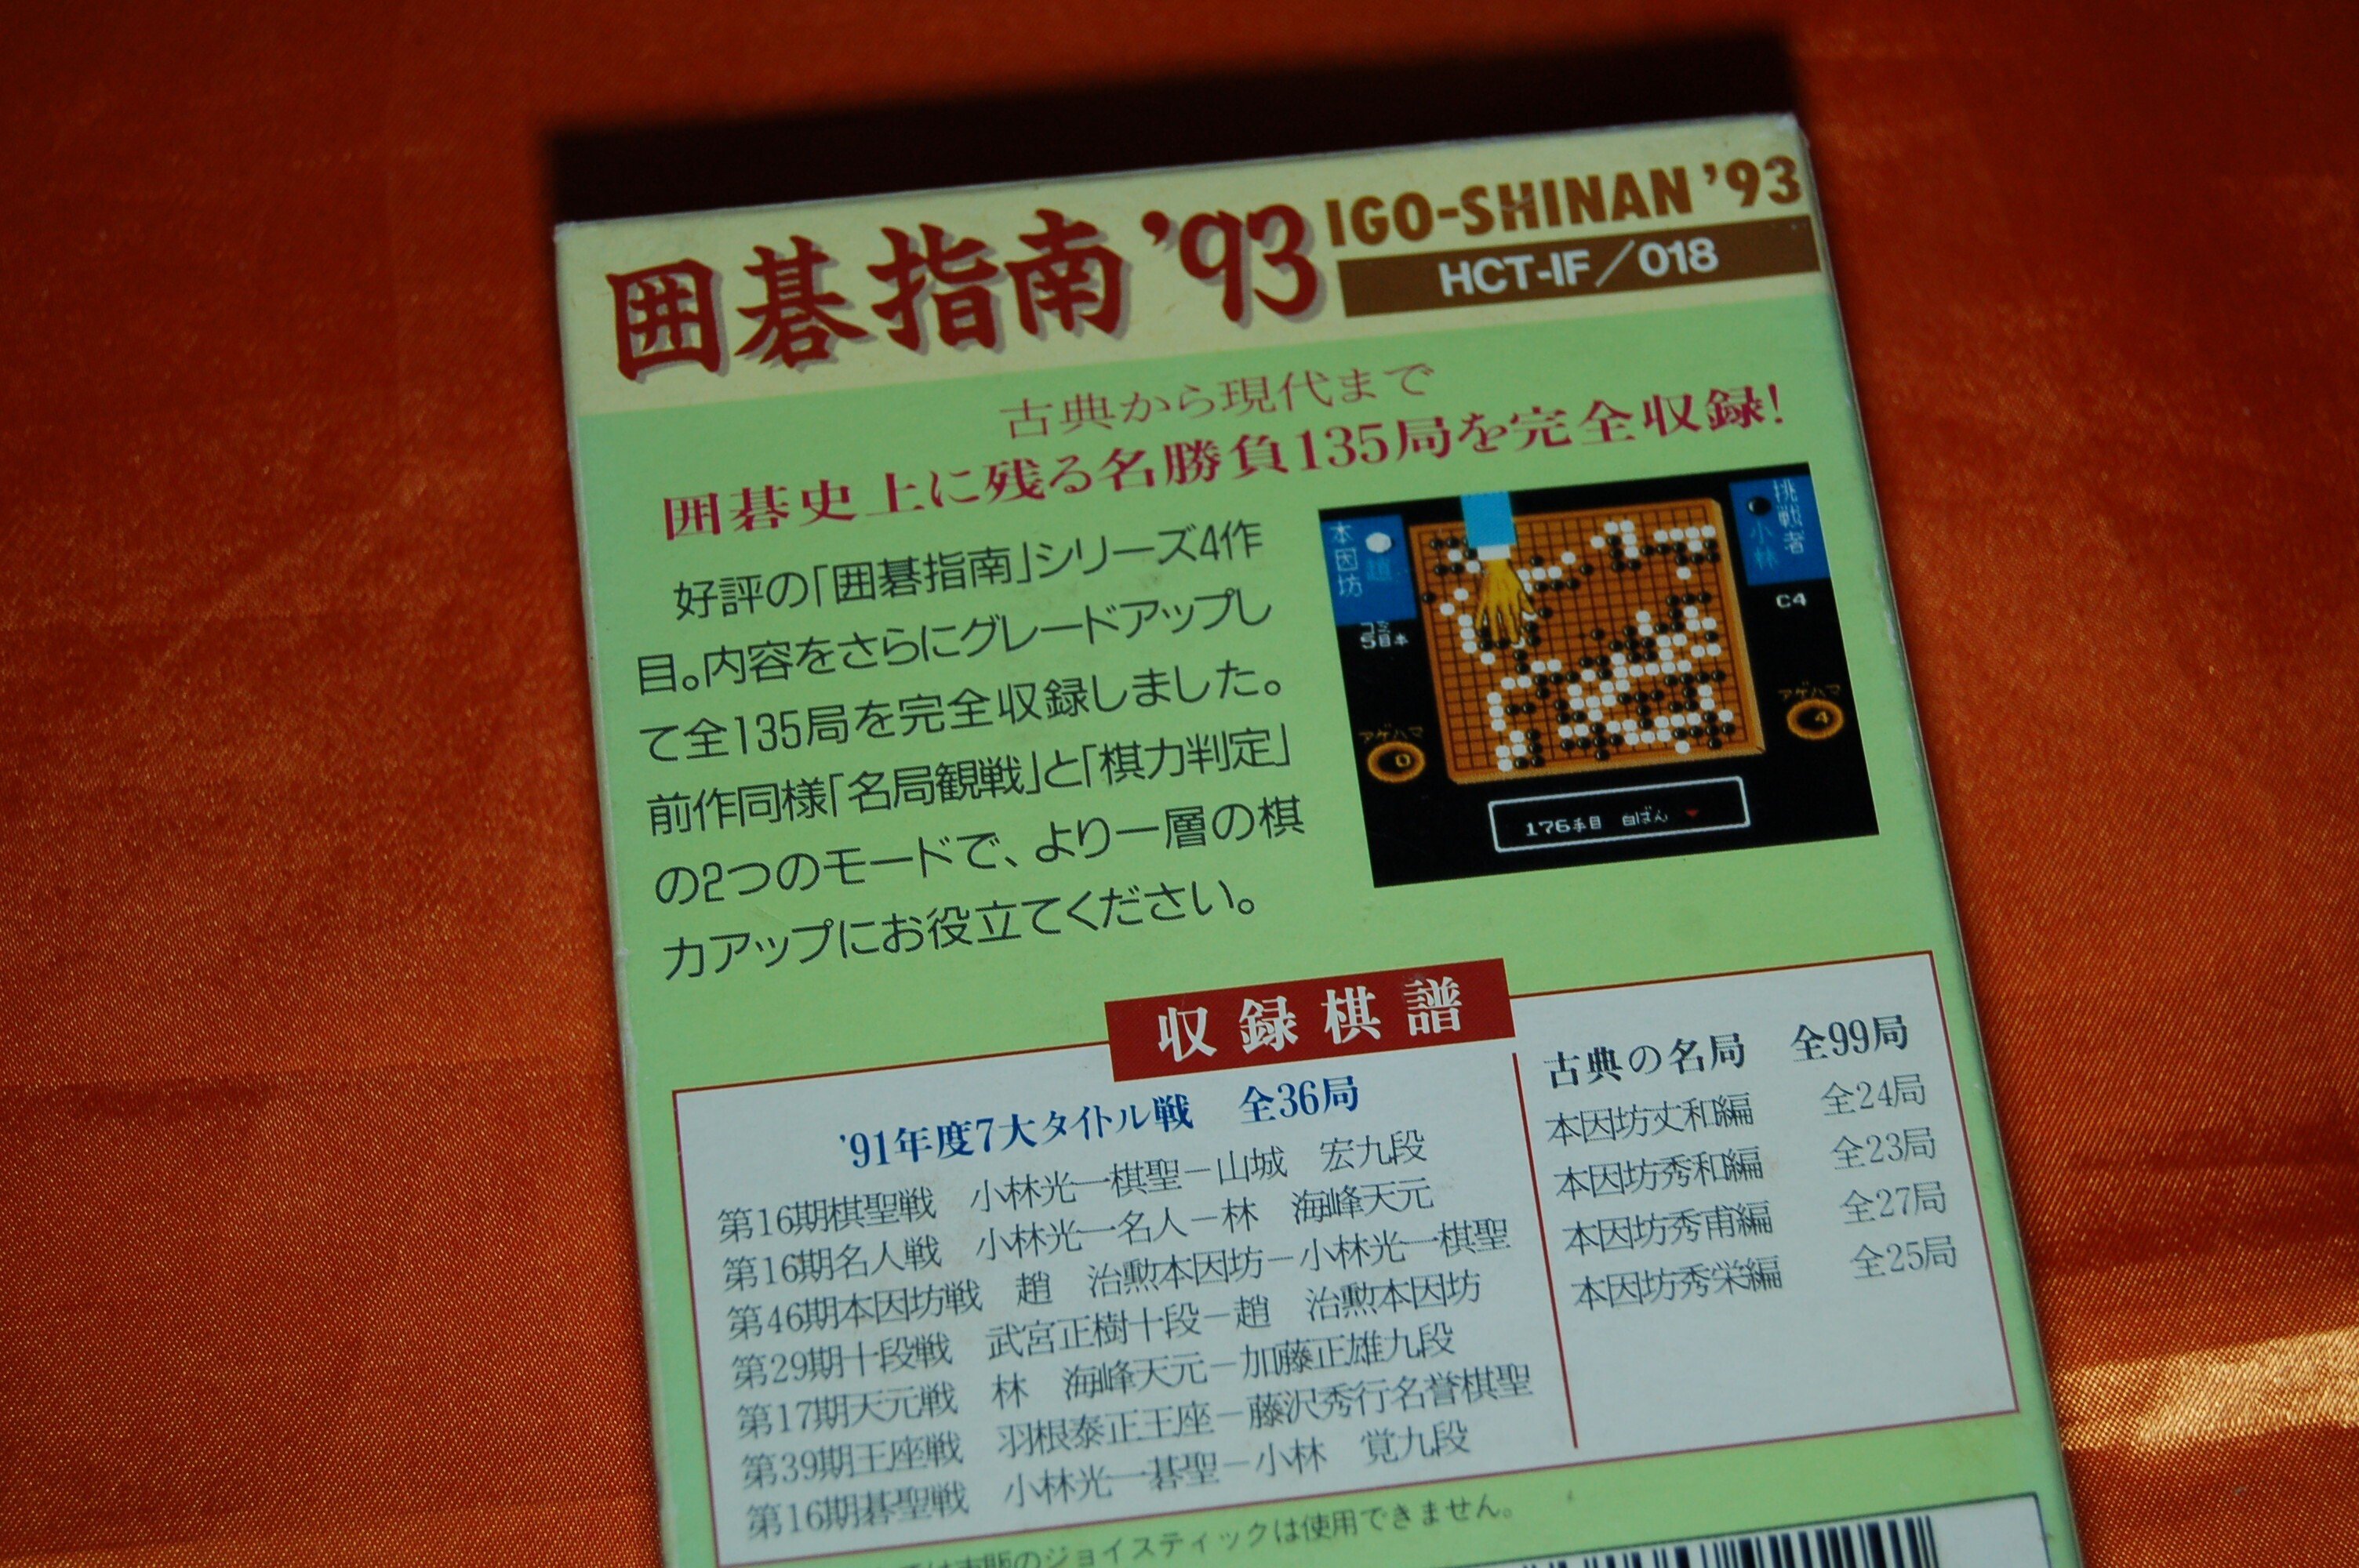 囲碁指南'93
IGO-SHINAN '93
HCT-IF/018
古典から現代まで
囲碁史上に残る名勝負135局を完全収録!
好評の「囲碁指南」シリーズ4作
目。内容をさらにグレードアップし
て全135局を完全収録しました。
前作同様「名局観戦」と「棋力判定」
の2つのモードで、より一層の棋
力アップにお役立てください。
本因坊
趙
コミ
5目半
アゲハマ
0
挑戦者
小林
C4
アゲハマ
4
176手目 白ばん
収録棋譜
'91年度7大タイトル戦 全36局
第16期棋聖戦 小林光一棋聖−山城 宏九段
第16期名人戦 小林光一名人−林 海峰天元
第46期本因坊戦 趙 治勲本因坊−小林光一棋聖
第29期十段戦 武宮正樹十段−趙 治勲本因坊
第17期天元戦 林 海峰天元−加藤正雄九段
第39期王座戦 羽根泰正王座−藤沢秀行名誉棋聖
第16期碁聖戦 小林光一碁聖−小林 覚九段
古典の名局 全99局
本因坊丈和編 全24局
本因坊秀和編 全23局
本因坊秀甫編 全27局
本因坊秀栄編 全25局
市販のジョイスティックは使用できません。